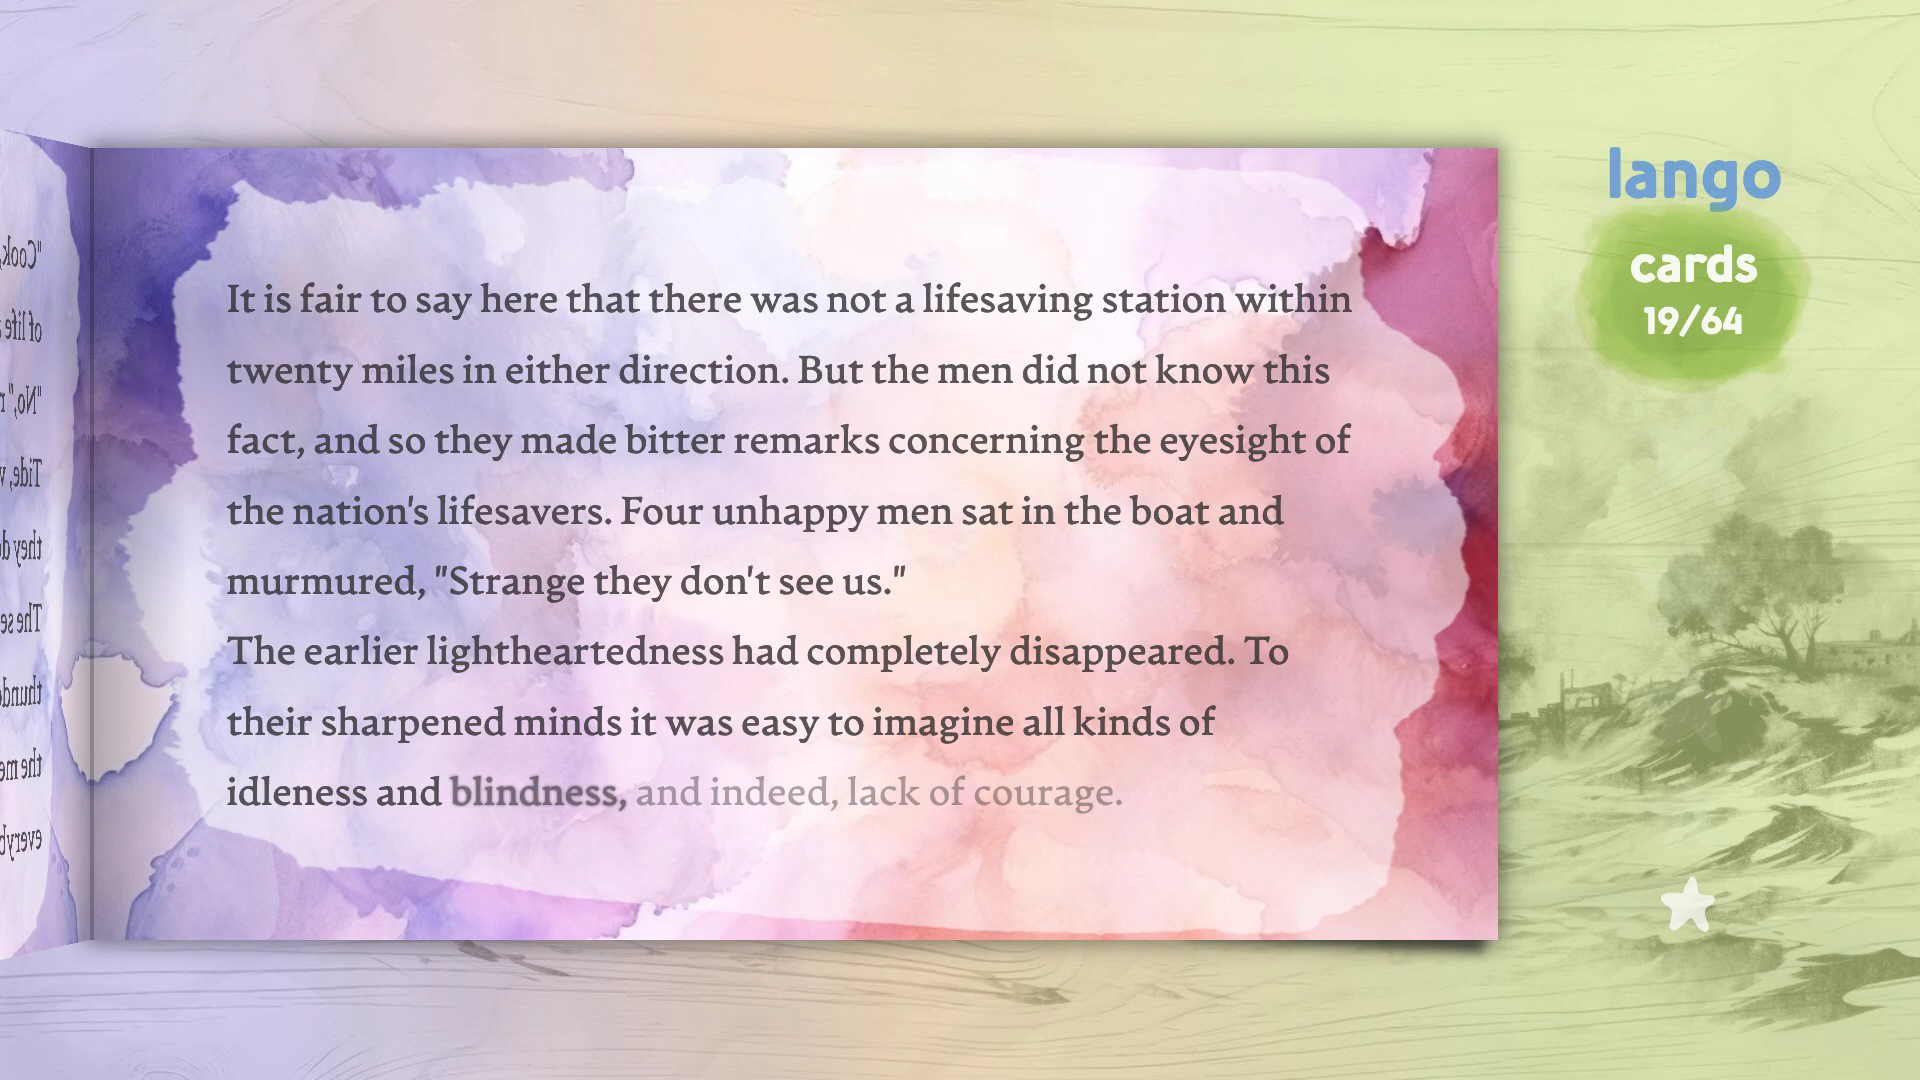 It is fair to say here that there was not a lifesaving station within
twenty miles in either direction. But the men did not know this
fact, and so they made bitter remarks concerning the eyesight of
the nation's lifesavers. Four unhappy men sat in the boat and
murmured, "Strange they don't see us."
The earlier lightheartedness had completely disappeared. To
their sharpened minds it was easy to imagine all kinds of
idleness and blindness, and indeed, lack of courage.
lango
cards
19/64